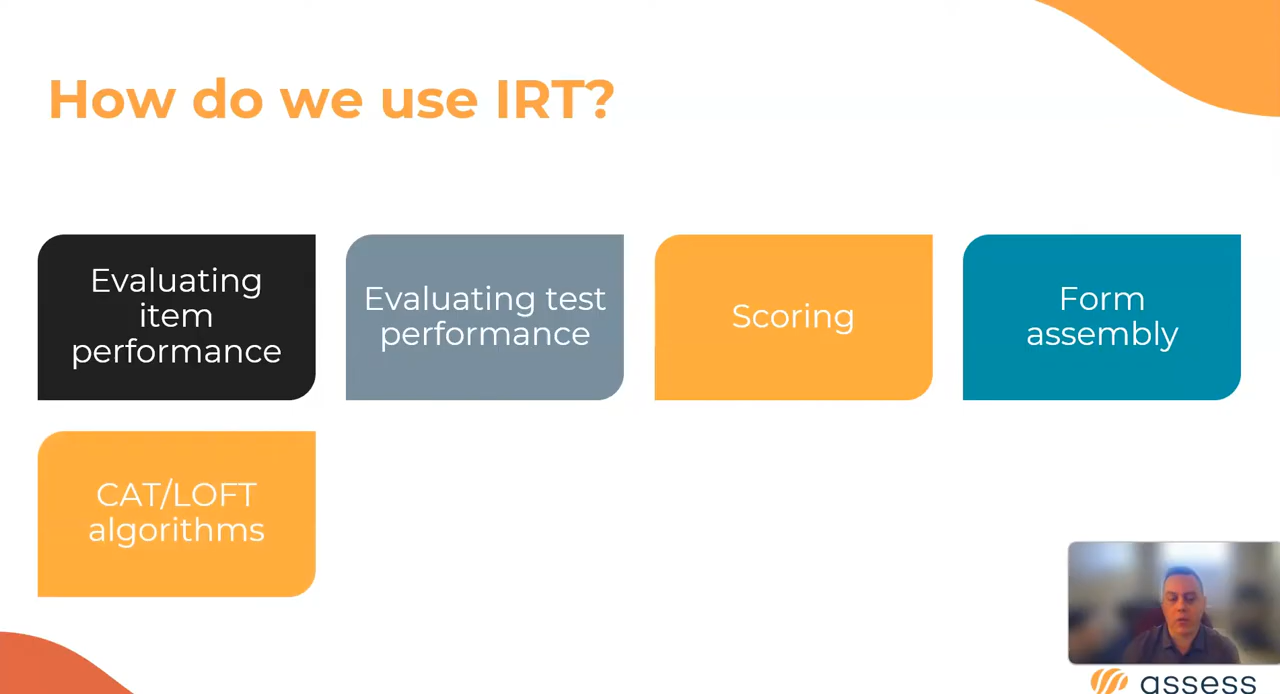 How do we use IRT?
Evaluating
item
performance
Evaluating test
performance
Scoring
Form
assembly
CAT/LOFT
algorithms
assess